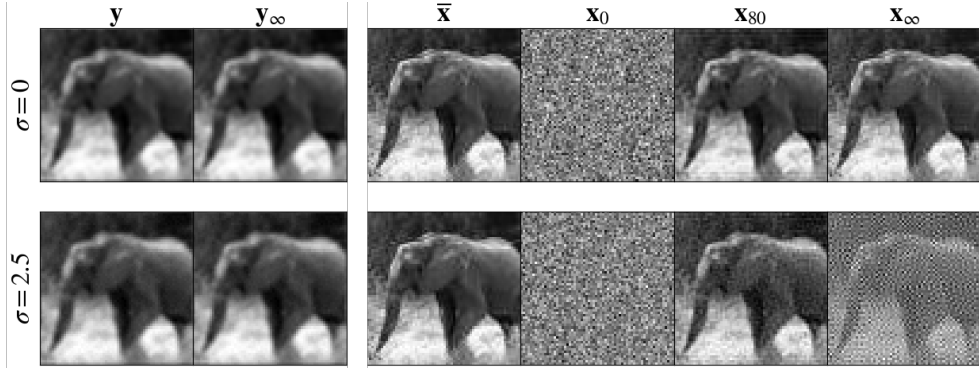 y y∞ x̄ x₀ x₈₀ x∞
σ = 0
σ = 2.5